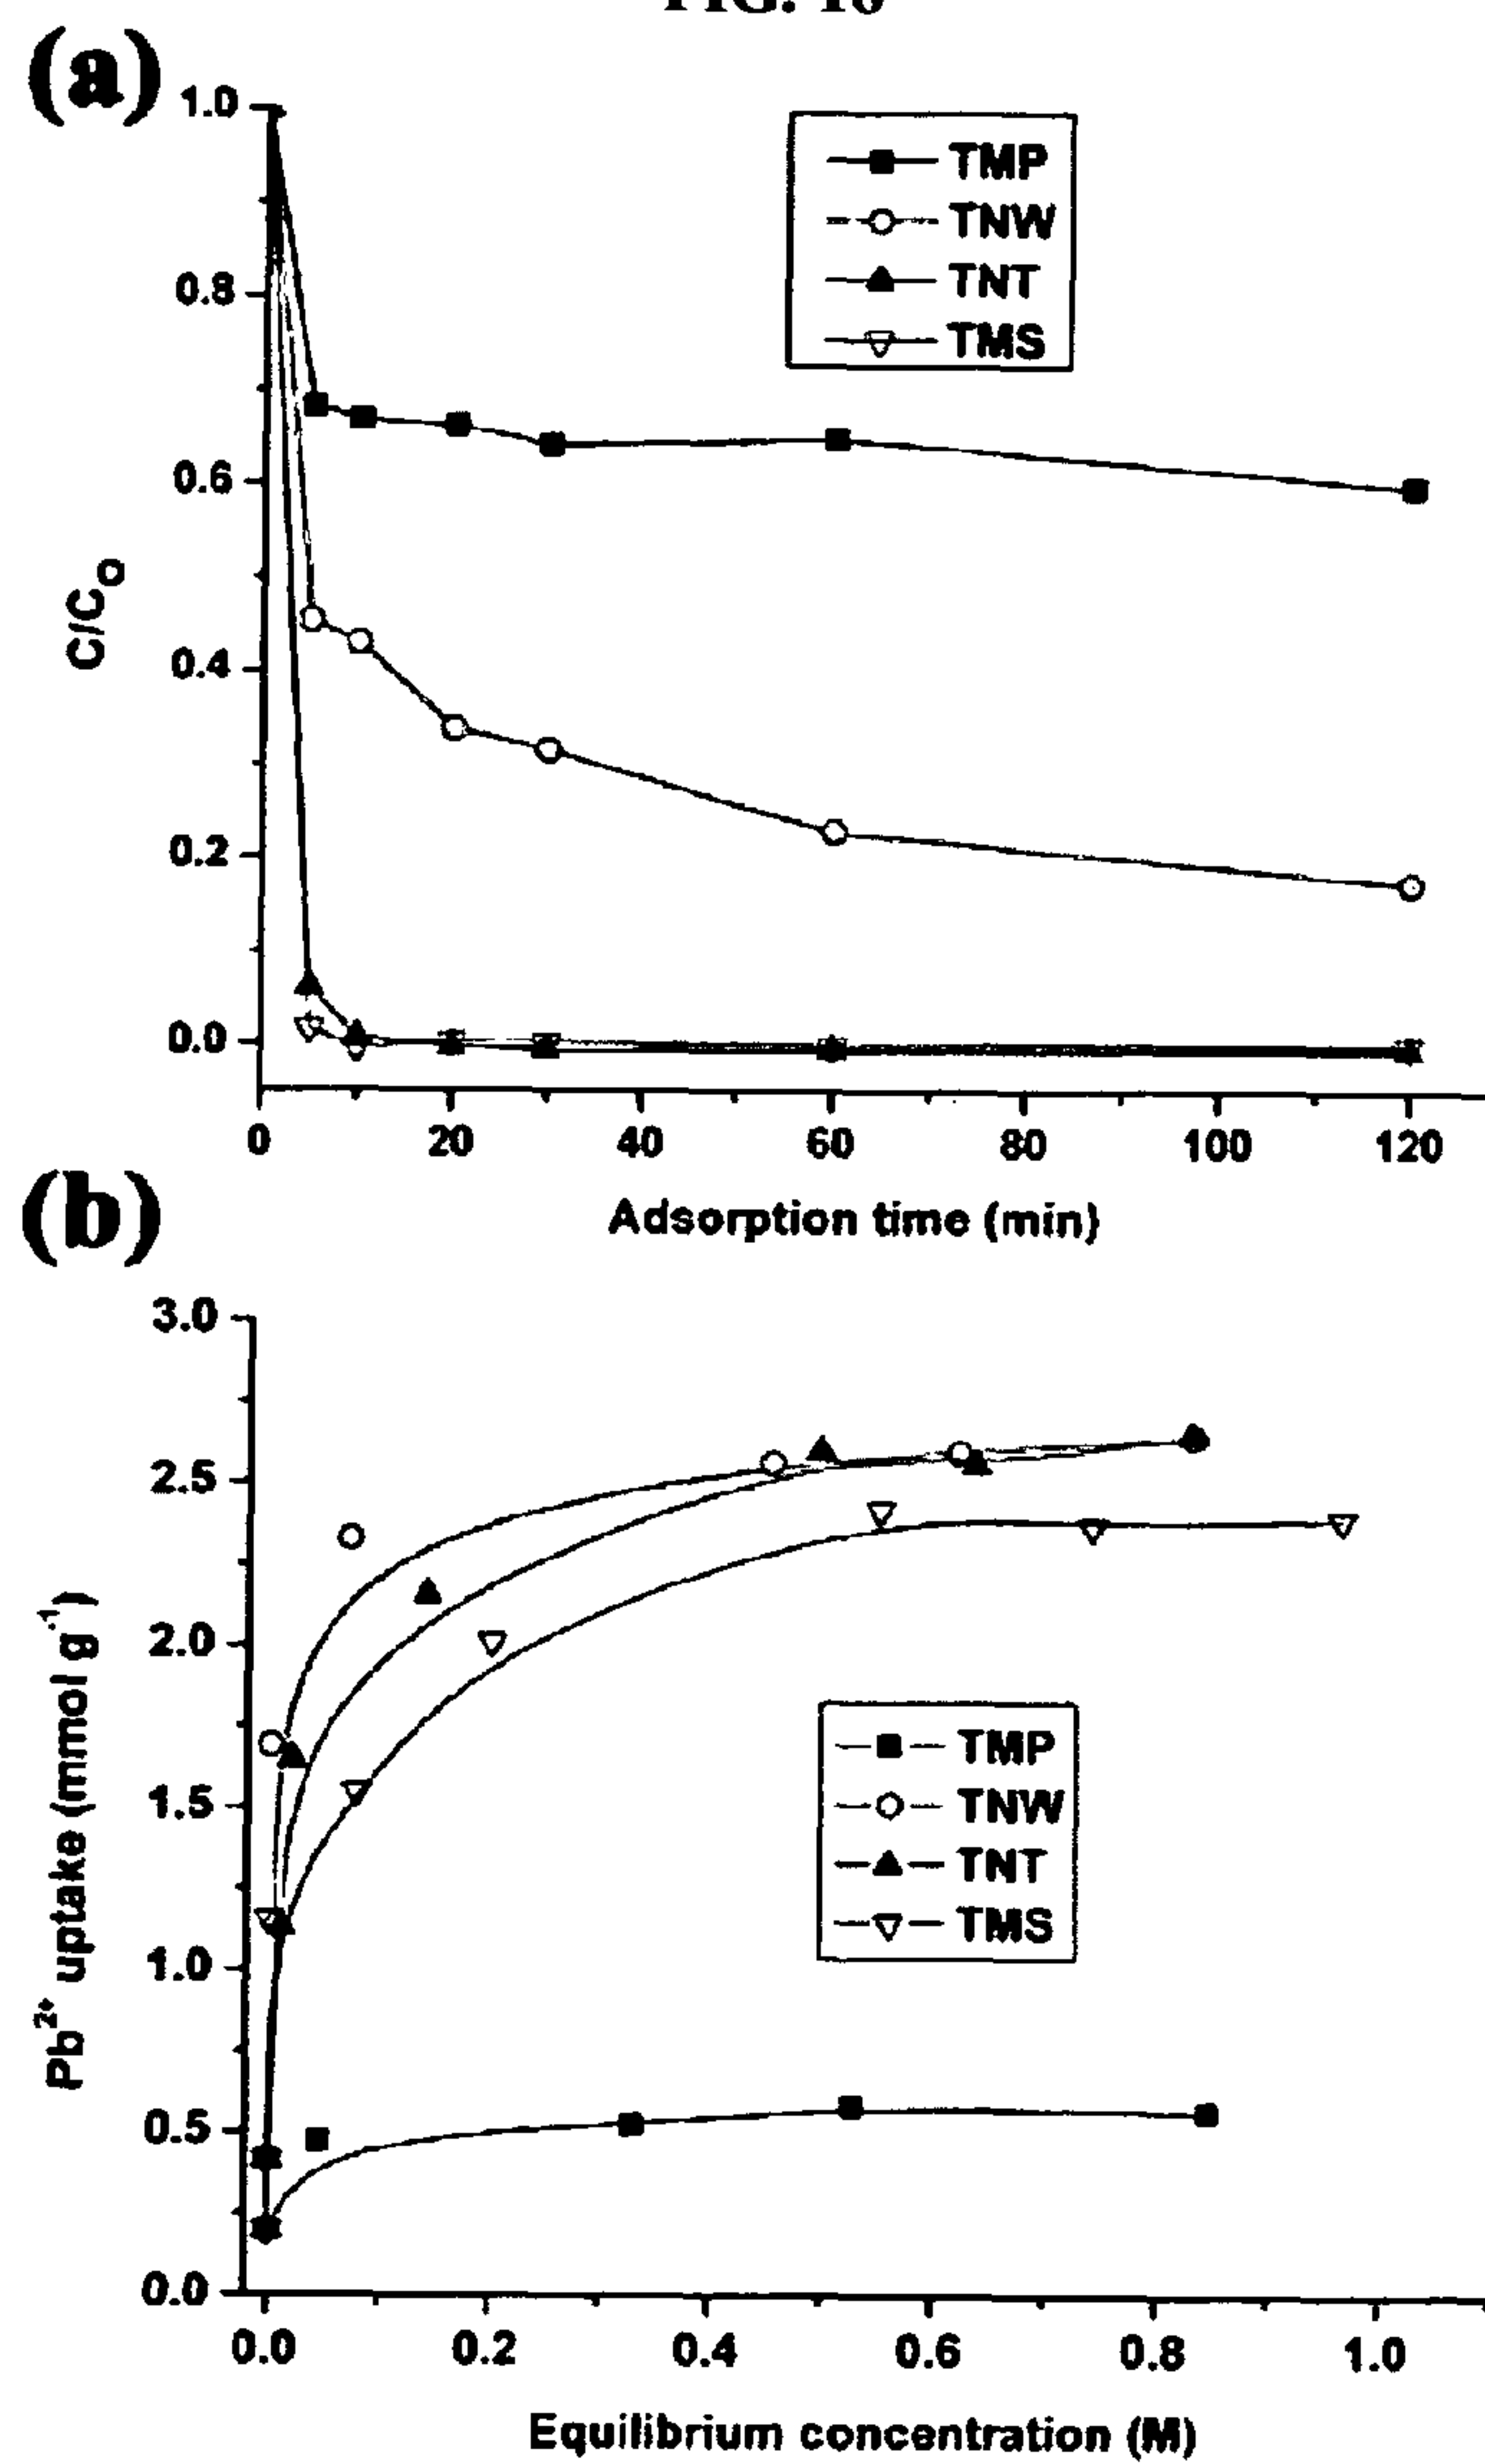 (a)
1.0
0.8
0.6
0.4
0.2
0.0
C/Co
TMP
TNW
TNT
TMS
0 20 40 60 80 100 120
Adsorption time (min)
(b)
3.0
2.5
2.0
1.5
1.0
0.5
0.0
Pb²⁺ uptake (mmol g⁻¹)
TMP
TNW
TNT
TMS
0.0 0.2 0.4 0.6 0.8 1.0
Equilibrium concentration (M)